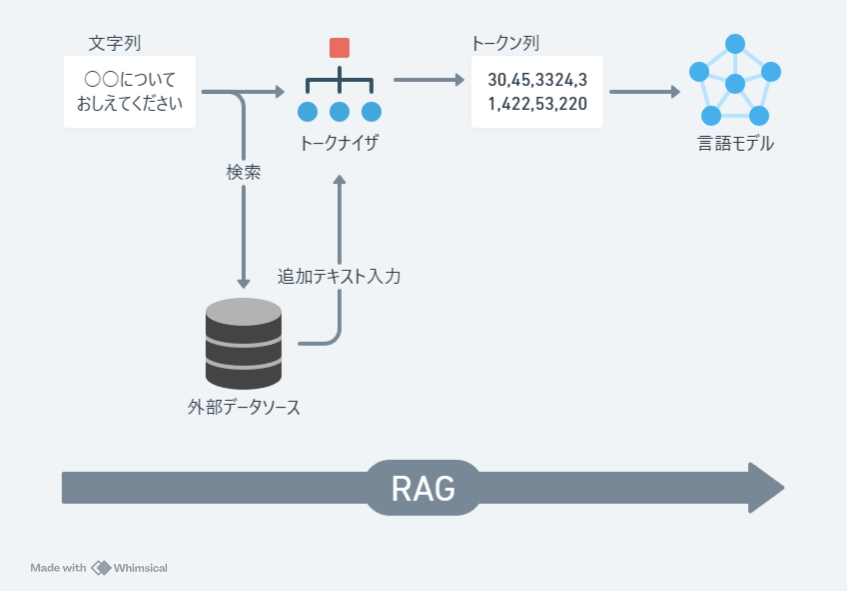 文字列
〇〇について
おしえてください
トークナイザ
トークン列
30,45,3324,3
1,422,53,220
言語モデル
検索
追加テキスト入力
外部データソース
RAG
Made with Whimsical